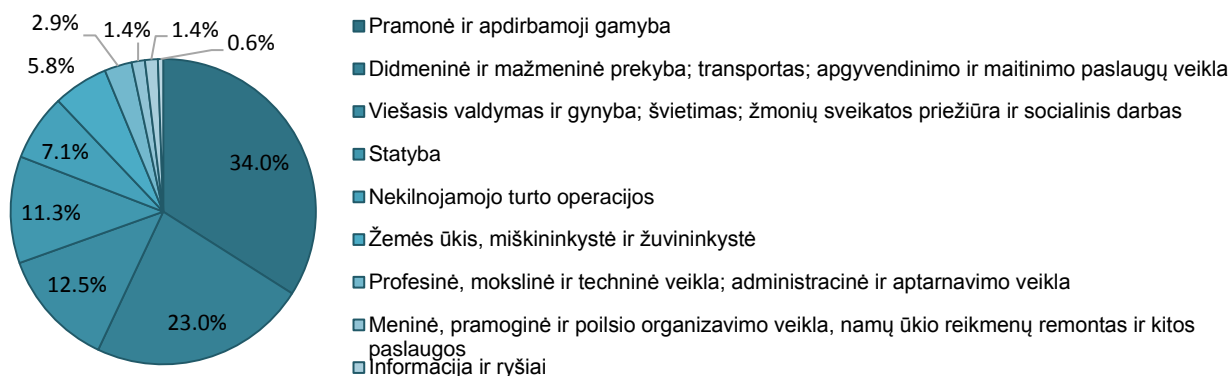 2.9%
1.4%
1.4%
0.6%
5.8%
7.1%
34.0%
11.3%
12.5%
23.0%
Pramonė ir apdirbamoji gamyba
Didmeninė ir mažmeninė prekyba; transportas; apgyvendinimo ir maitinimo paslaugų veikla
Viešasis valdymas ir gynyba; švietimas; žmonių sveikatos priežiūra ir socialinis darbas
Statyba
Nekilnojamojo turto operacijos
Žemės ūkis, miškininkystė ir žuvininkystė
Profesinė, mokslinė ir techninė veikla; administracinė ir aptarnavimo veikla
Meninė, pramoginė ir poilsio organizavimo veikla, namų ūkio reikmenų remontas ir kitos
paslaugos
Informacija ir ryšiai